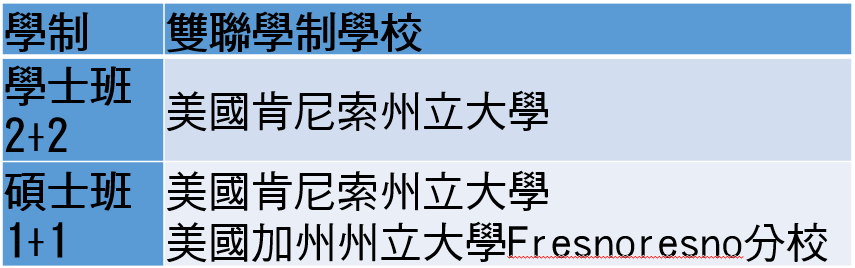 學制 雙聯學制學校
學士班
2+2
美國肯尼索州立大學
碩士班
1+1
美國肯尼索州立大學
美國加州州立大學Fresnoresno分校